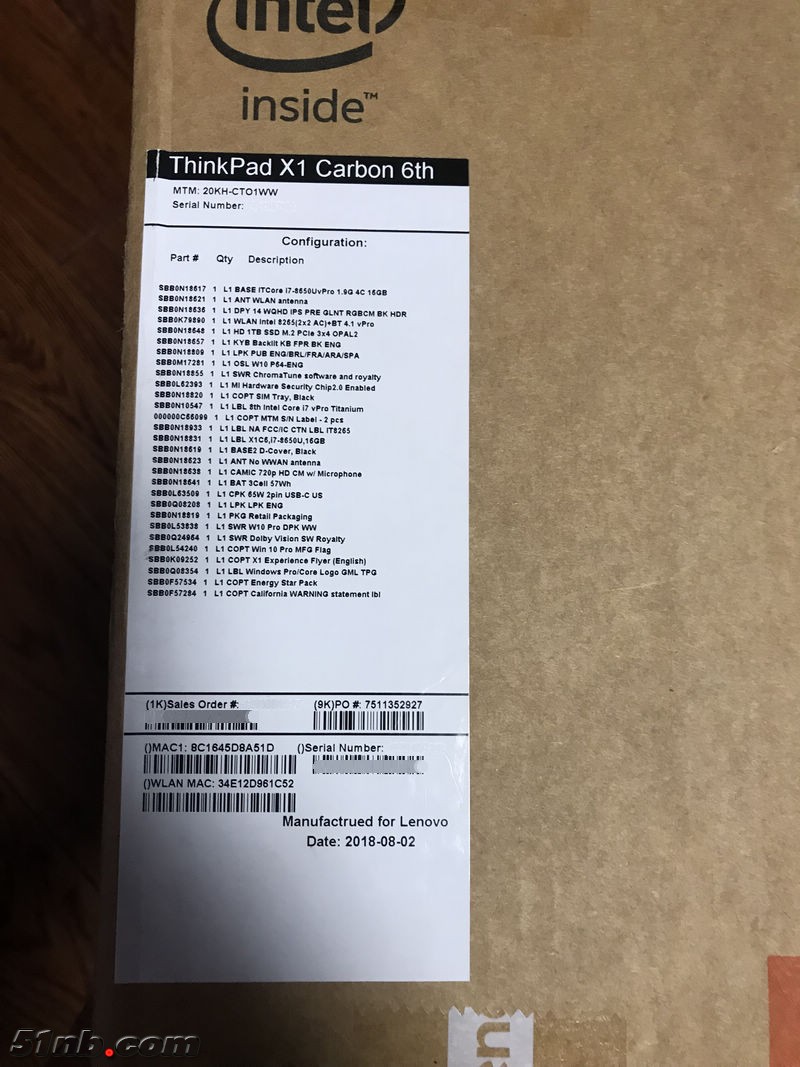 intel
inside™
ThinkPad X1 Carbon 6th
MTM: 20KH-CTO1WW
Serial Number:
Configuration:
Part # Qty Description
SBB0N18617 1 L1 BASE ITCore i7-8650UvPro 1.9G 4C 16GB
SBB0N18621 1 L1 ANT WLAN antenna
SBB0N18636 1 L1 DPY 14 WQHD IPS PRE GLNT RGBCM BK HDR
SBB0K79890 1 L1 WLAN Intel 8265(2x2 AC)+BT 4.1 vPro
SBB0N18648 1 L1 HD 1TB SSD M.2 PCIe 3x4 OPAL2
SBB0N18657 1 L1 KYB Backlit KB FPR BK ENG
SBB0N18809 1 L1 LPK PUB ENG/BRL/FRA/ARA/SPA
SBB0M17281 1 L1 OSL W10 P64-ENG
SBB0N18855 1 L1 SWR ChromaTune software and royalty
SBB0L62393 1 L1 MI Hardware Security Chip2.0 Enabled
SBB0N18820 1 L1 COPT SIM Tray, Black
SBB0N10547 1 L1 LBL 8th Intel Core i7 vPro Titanium
000000C66099 1 L1 COPT MTM S/N Label - 2 pcs
SBB0N18933 1 L1 LBL NA FCC/IC CTN LBL IT8265
SBB0N18831 1 L1 LBL X1C6,i7-8650U,16GB
SBB0N18619 1 L1 BASE2 D-Cover, Black
SBB0N18623 1 L1 ANT No WWAN antenna
SBB0N18638 1 L1 CAMIC 720p HD CM w/ Microphone
SBB0N18641 1 L1 BAT 3Cell 57Wh
SBB0L63509 1 L1 CPK 65W 2pin USB-C US
SBB0Q08208 1 L1 LPK LPK ENG
SBB0N18819 1 L1 PKG Retail Packaging
SBB0L53838 1 L1 SWR W10 Pro DPK WW
SBB0Q24964 1 L1 SWR Dolby Vision SW Royalty
SBB0L54240 1 L1 COPT Win 10 Pro MFG Flag
SBB0K09252 1 L1 COPT X1 Experience Flyer (English)
SBB0Q08354 1 L1 LBL Windows Pro/Core Logo GML TPG
SBB0F57534 1 L1 COPT Energy Star Pack
SBB0F57284 1 L1 COPT California WARNING statement lbl
(1K)Sales Order #:
(9K)PO #: 7511352927
()MAC1: 8C1645D8A51D
()Serial Number:
()WLAN MAC: 34E12D961C52
Manufactrued for Lenovo
Date: 2018-08-02
51nb.com